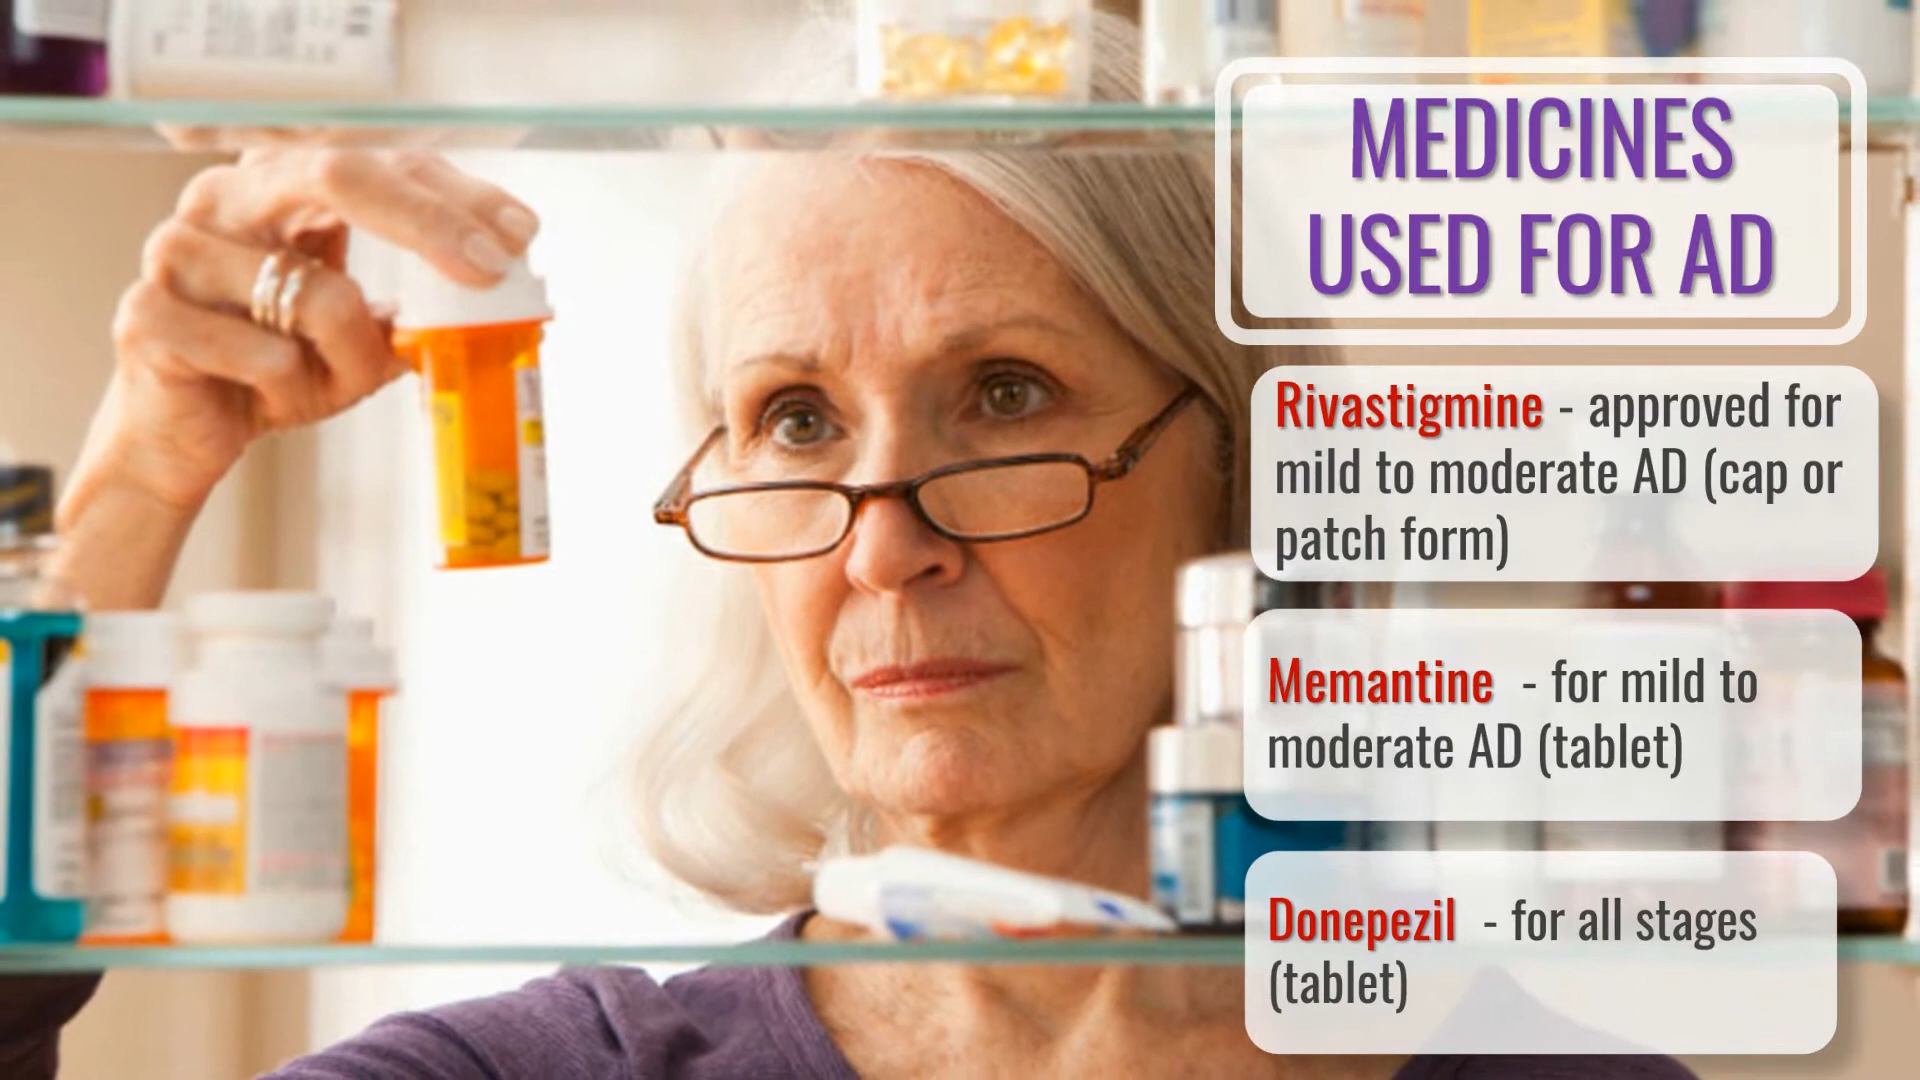 MEDICINES
USED FOR AD
Rivastigmine - approved for
mild to moderate AD (cap or
patch form)
Memantine - for mild to
moderate AD (tablet)
Donepezil - for all stages
(tablet)